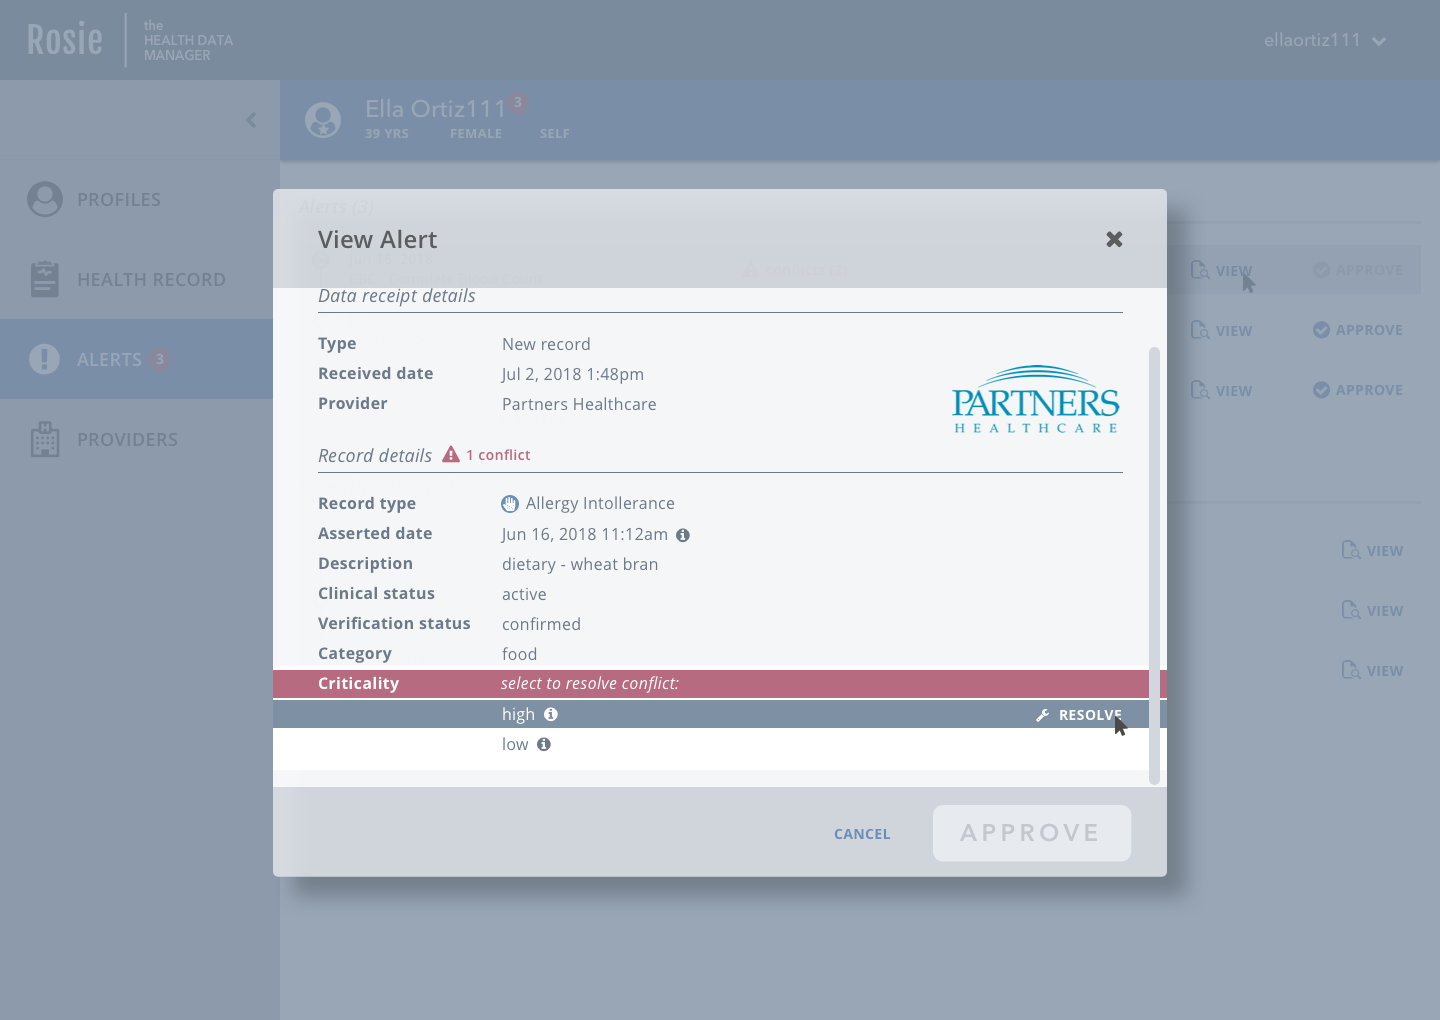 Rosie
the
HEALTH DATA
MANAGER
ellaortiz111
Ella Ortiz111 3
39 YRS FEMALE SELF
PROFILES
HEALTH RECORD
ALERTS 3
PROVIDERS
Alerts (3)
View Alert
VIEW APPROVE
VIEW APPROVE
VIEW APPROVE
VIEW
VIEW
VIEW
Data receipt details
Type New record
Received date Jul 2, 2018 1:48pm
Provider Partners Healthcare
PARTNERS
HEALTHCARE
Record details 1 conflict
Record type Allergy Intollerance
Asserted date Jun 16, 2018 11:12am
Description dietary - wheat bran
Clinical status active
Verification status confirmed
Category food
Criticality select to resolve conflict:
high RESOLVE
low
CANCEL APPROVE